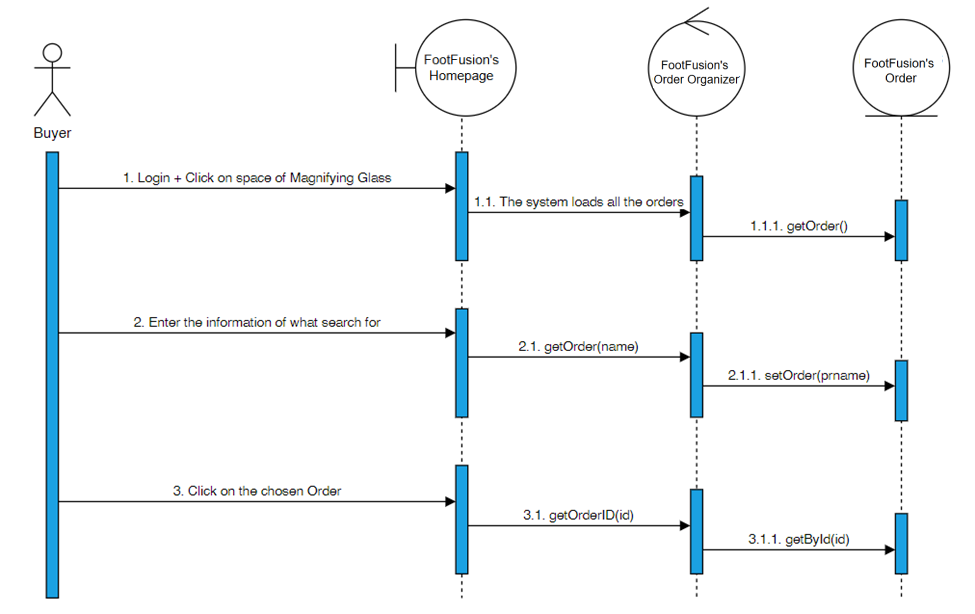 FootFusion's
Homepage
FootFusion's
Order Organizer
FootFusion's
Order
Buyer
1. Login + Click on space of Magnifying Glass
1.1. The system loads all the orders
1.1.1. getOrder()
2. Enter the information of what search for
2.1. getOrder(name)
2.1.1. setOrder(prname)
3. Click on the chosen Order
3.1. getOrderID(id)
3.1.1. getById(id)